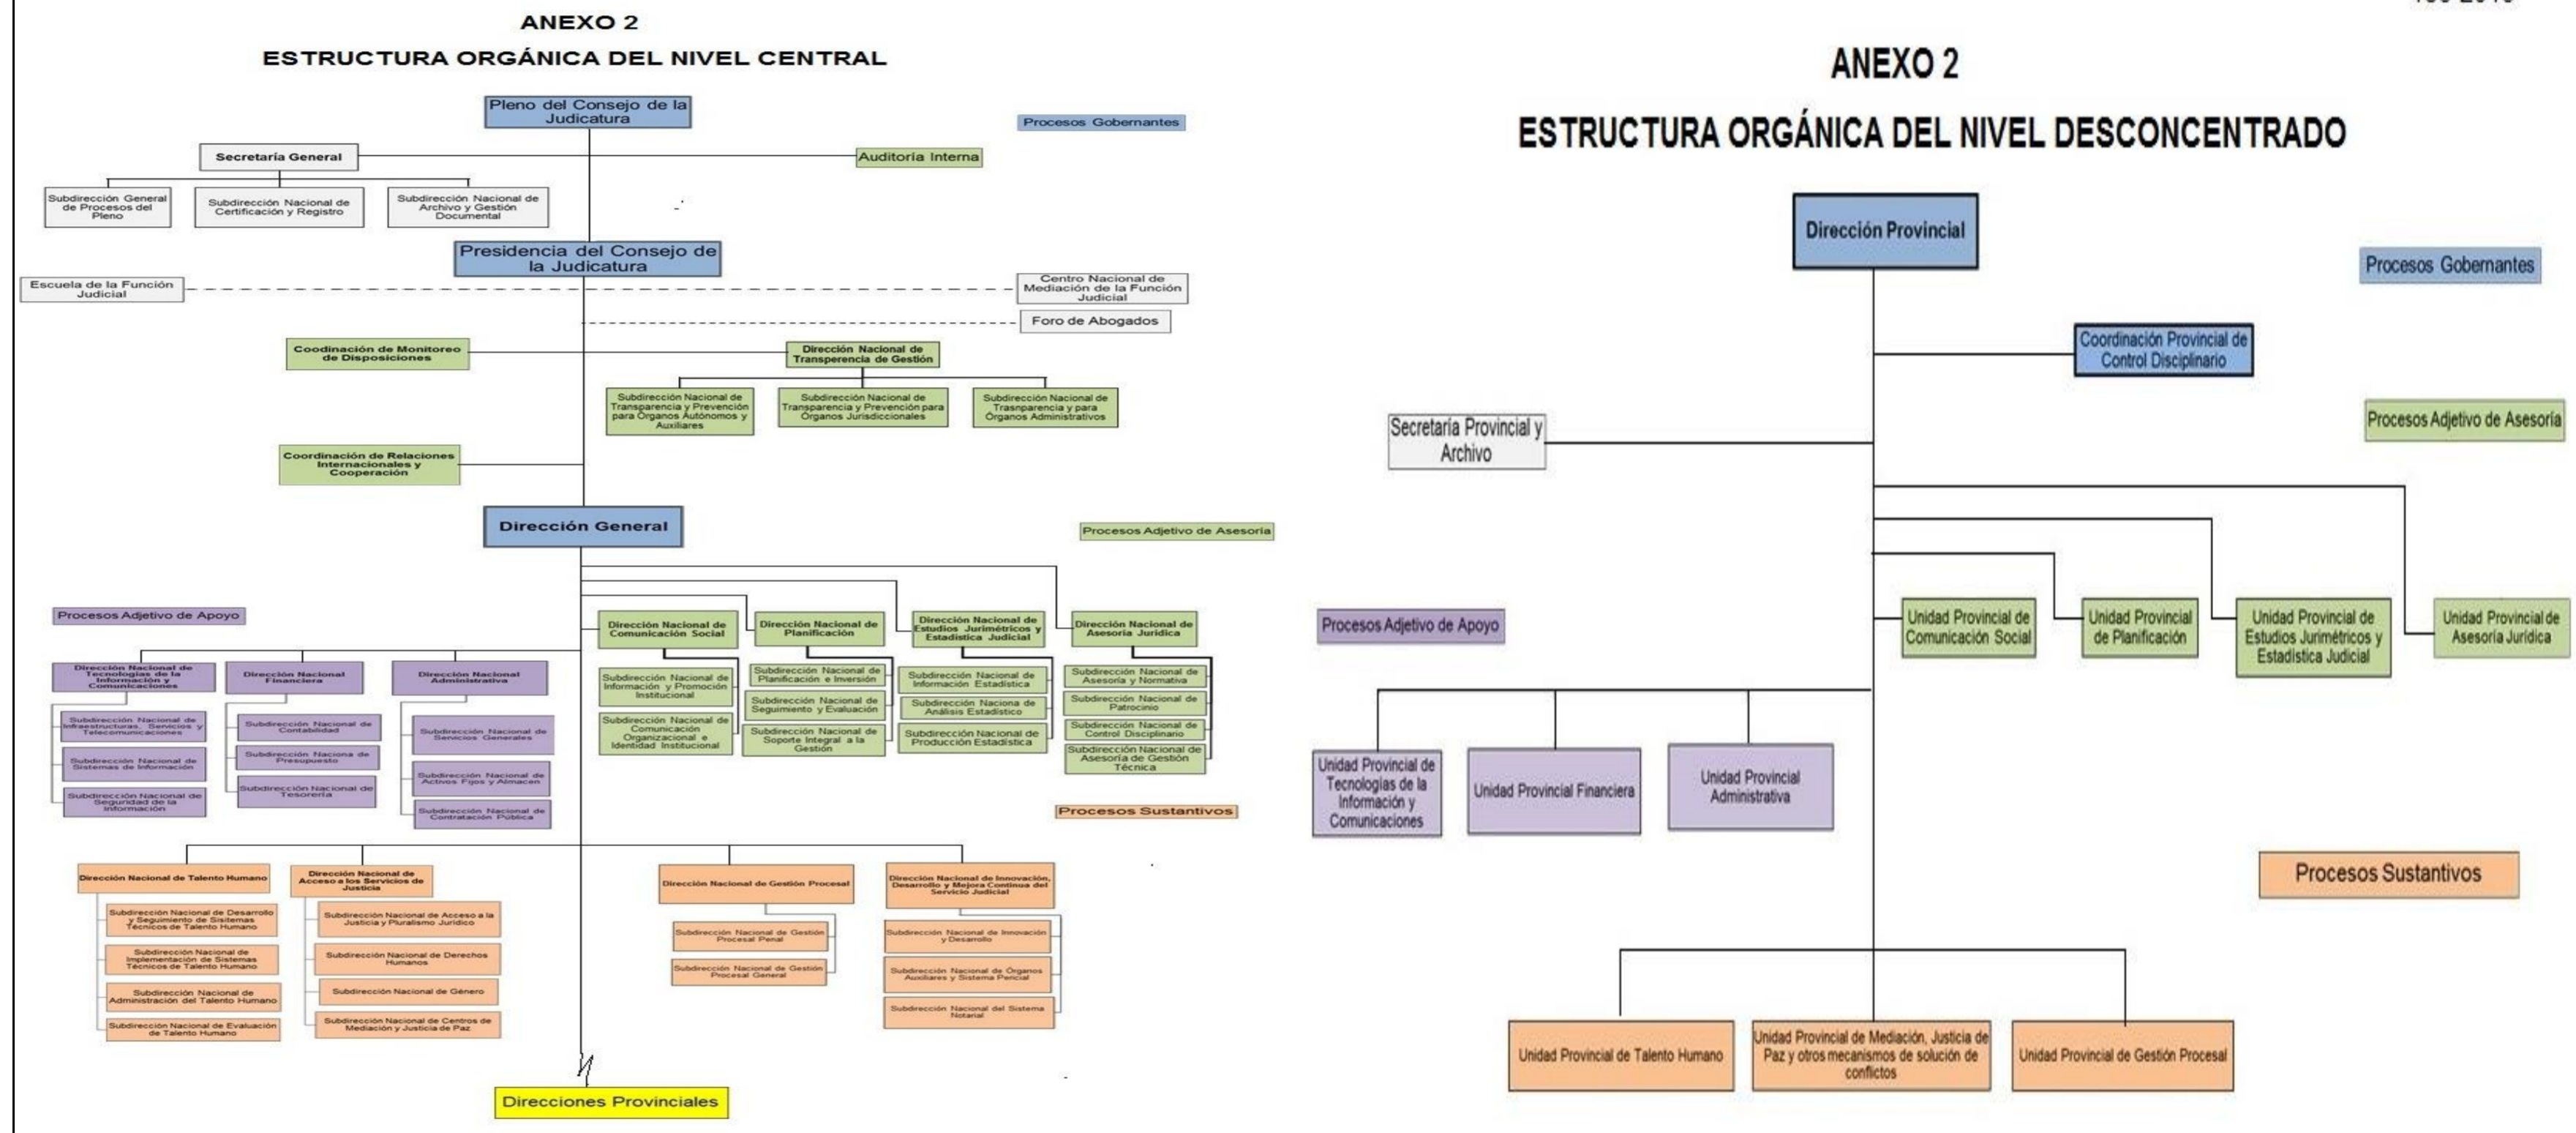 ANEXO 2
ESTRUCTURA ORGÁNICA DEL NIVEL CENTRAL
Pleno del Consejo de la
Judicatura
Procesos Gobernantes
Secretaría General
Auditoría Interna
Subdirección General
de Procesos del
Pleno
Subdirección Nacional de
Certificación y Registro
Subdirección Nacional de
Archivo y Gestión
Documental
Presidencia del Consejo de
la Judicatura
Escuela de la Función
Judicial
Centro Nacional de
Mediación de la Función
Judicial
Foro de Abogados
Coodinación de Monitoreo
de Disposiciones
Dirección Nacional de
Transperencia de Gestión
Subdirección Nacional de
Transparencia y Prevención
para Órganos Autónomos y
Auxiliares
Subdirección Nacional de
Transparencia y Prevención para
Órganos Jurisdiccionales
Subdirección Nacional de
Trasnparencia y para
Órganos Administrativos
Coordinación de Relaciones
Internacionales y
Cooperación
Dirección General
Procesos Adjetivo de Asesoría
Procesos Adjetivo de Apoyo
Dirección Nacional de
Comunicación Social
Dirección Nacional de
Planificación
Dirección Nacional de
Estudios Jurimétricos y
Estadística Judicial
Dirección Nacional de
Asesoría Jurídica
Subdirección Nacional de
Información y Promoción
Institucional
Subdirección Nacional de
Comunicación
Organizacional e
Identidad Institucional
Subdirección Nacional de
Planificación e Inversión
Subdirección Nacional de
Seguimiento y Evaluación
Subdirección Nacional de
Soporte Integral a la
Gestión
Subdirección Nacional de
Información Estadística
Subdirección Naciona de
Análisis Estadístico
Subdirección Nacional de
Producción Estadística
Subdirección Nacional de
Asesoría y Normativa
Subdirección Nacional de
Patrocinio
Subdirección Nacional de
Control Disciplinario
Subdirección Nacional de
Asesoría de Gestión
Técnica
Dirección Nacional de
Tecnologías de la
Información y
Comunicaciones
Dirección Nacional
Financiera
Dirección Nacional
Administrativa
Subdirección Nacional de
Infraestructuras, Servicios y
Telecomunicaciones
Subdirección Nacional de
Sistemas de Información
Subdirección Nacional de
Seguridad de la
Información
Subdirección Nacional de
Contabilidad
Subdirección Naciona de
Presupuesto
Subdirección Nacional de
Tesorería
Subdirección Nacional de
Servicios Generales
Subdirección Nacional de
Activos Fijos y Almacen
Subdirección Nacional de
Contratación Pública
Procesos Sustantivos
Dirección Nacional de Talento Humano
Dirección Nacional de
Acceso a los Servicios de
Justicia
Dirección Nacional de Gestión Procesal
Dirección Nacional de Innovación,
Desarrollo y Mejora Continua del
Servicio Judicial
Subdirección Nacional de Desarrollo
y Seguimiento de Sisitemas
Técnicos de Talento Humano
Subdirección Nacional de
Implementación de Sistemas
Técnicos de Talento Humano
Subdirección Nacional de
Administración del Talento Humano
Subdirección Nacional de Evaluación
de Talento Humano
Subdirección Nacional de Acceso a la
Justicia y Pluralismo Jurídico
Subdirección Nacional de Derechos
Humanos
Subdirección Nacional de Género
Subdirección Nacional de Centros de
Mediación y Justicia de Paz
Subdirección Nacional de Gestión
Procesal Penal
Subdirección Nacional de Gestión
Procesal General
Subdirección Nacional de Innovación
y Desarrollo
Subdirección Nacional de Órganos
Auxiliares y Sistema Pericial
Subdirección Nacional del Sistema
Notarial
Direcciones Provinciales
ANEXO 2
ESTRUCTURA ORGÁNICA DEL NIVEL DESCONCENTRADO
Dirección Provincial
Procesos Gobernantes
Coordinación Provincial de
Control Disciplinario
Procesos Adjetivo de Asesoría
Secretaría Provincial y
Archivo
Procesos Adjetivo de Apoyo
Unidad Provincial de
Comunicación Social
Unidad Provincial
de Planificación
Unidad Provincial de
Estudios Jurimétricos y
Estadística Judicial
Unidad Provincial de
Asesoría Jurídica
Unidad Provincial de
Tecnologías de la
Información y
Comunicaciones
Unidad Provincial Financiera
Unidad Provincial
Administrativa
Procesos Sustantivos
Unidad Provincial de Talento Humano
Unidad Provincial de Mediación, Justicia de
Paz y otros mecanismos de solución de
conflictos
Unidad Provincial de Gestión Procesal